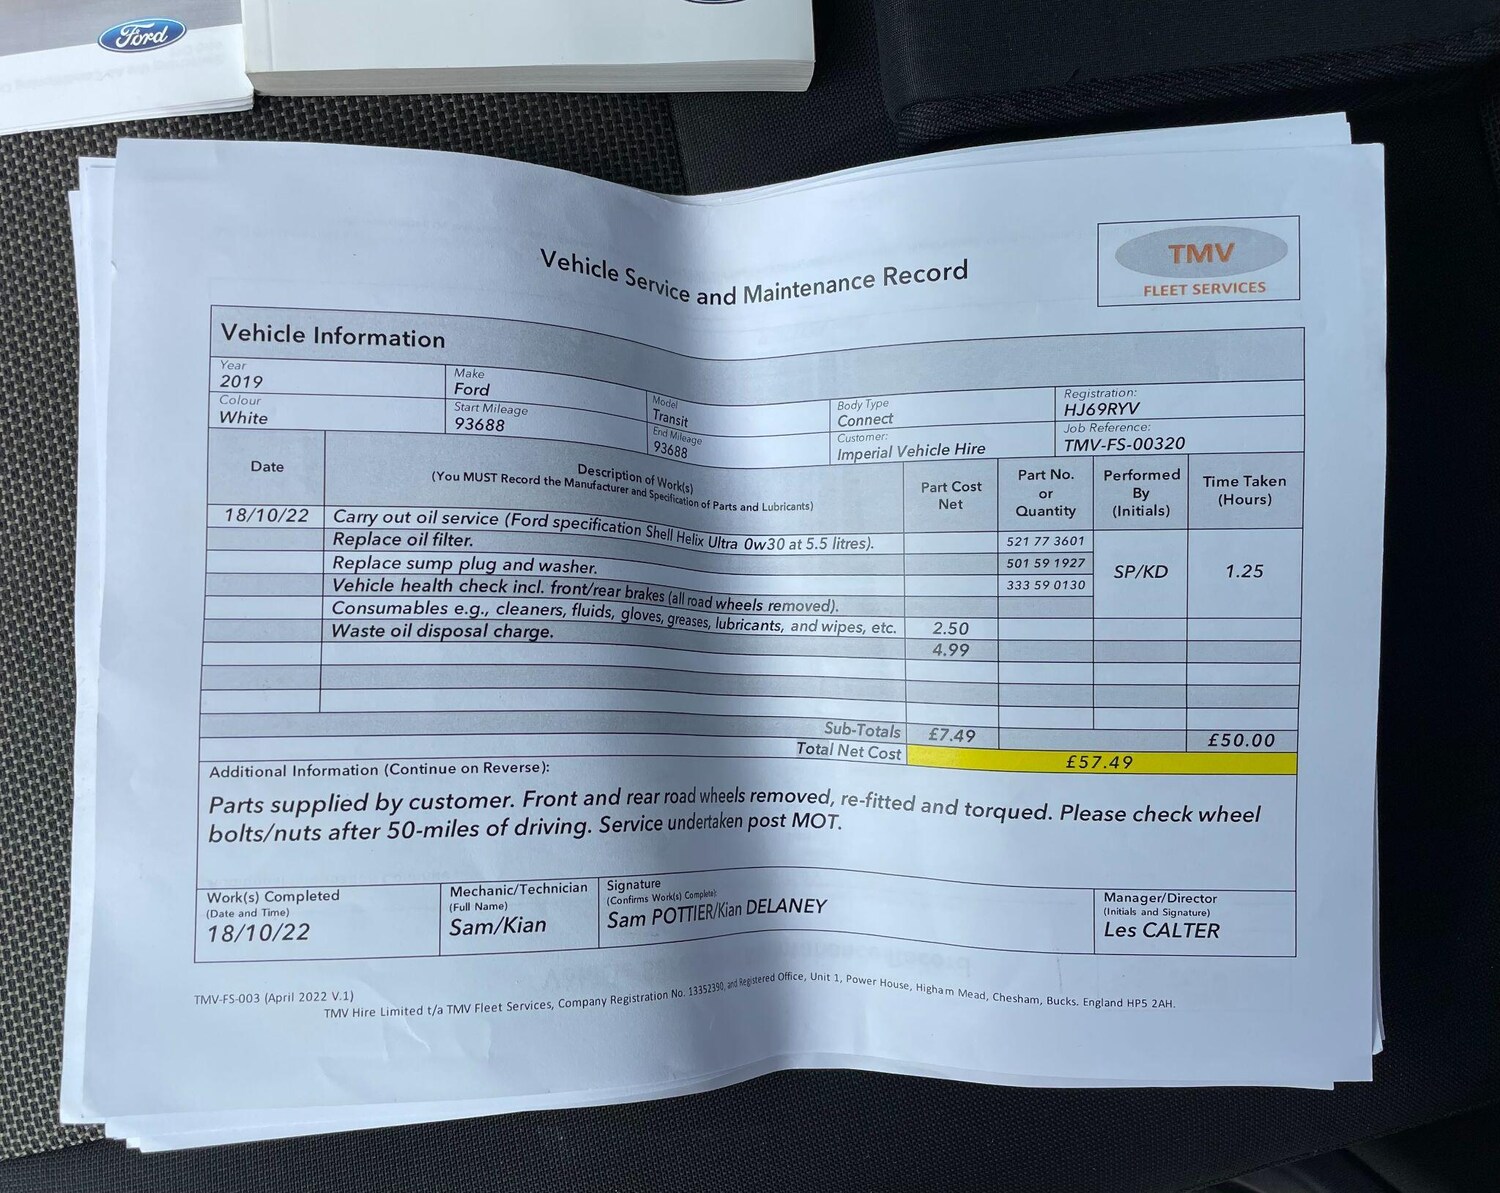 Ford
Vehicle Service and Maintenance Record
TMV
FLEET SERVICES
Vehicle Information
Year
2019
Make
Ford
Model
Transit
Body Type
Connect
Registration:
HJ69RYV
Colour
White
Start Mileage
93688
End Mileage
93688
Customer:
Imperial Vehicle Hire
Job Reference:
TMV-FS-00320
Date
Description of Work(s)
(You MUST Record the Manufacturer and Specification of Parts and Lubricants)
Part Cost
Net
Part No.
or
Quantity
Performed
By
(Initials)
Time Taken
(Hours)
18/10/22 Carry out oil service (Ford specification Shell Helix Ultra 0w30 at 5.5 litres). 521 77 3601
Replace oil filter. 501 59 1927
Replace sump plug and washer. 333 59 0130
SP/KD 1.25
Vehicle health check incl. front/rear brakes (all road wheels removed).
Consumables e.g., cleaners, fluids, gloves, greases, lubricants, and wipes, etc. 2.50
Waste oil disposal charge. 4.99
Sub-Totals £7.49 £50.00
Total Net Cost £57.49
Additional Information (Continue on Reverse):
Parts supplied by customer. Front and rear road wheels removed, re-fitted and torqued. Please check wheel
bolts/nuts after 50-miles of driving. Service undertaken post MOT.
Work(s) Completed
(Date and Time)
18/10/22
Mechanic/Technician
(Full Name)
Sam/Kian
Signature
(Confirms Work(s) Complete):
Sam POTTIER/Kian DELANEY
Manager/Director
(Initials and Signature)
Les CALTER
TMV-FS-003 (April 2022 V.1)
TMV Hire Limited t/a TMV Fleet Services, Company Registration No. 13352390, and Registered Office, Unit 1, Power House, Higham Mead, Chesham, Bucks. England HP5 2AH.